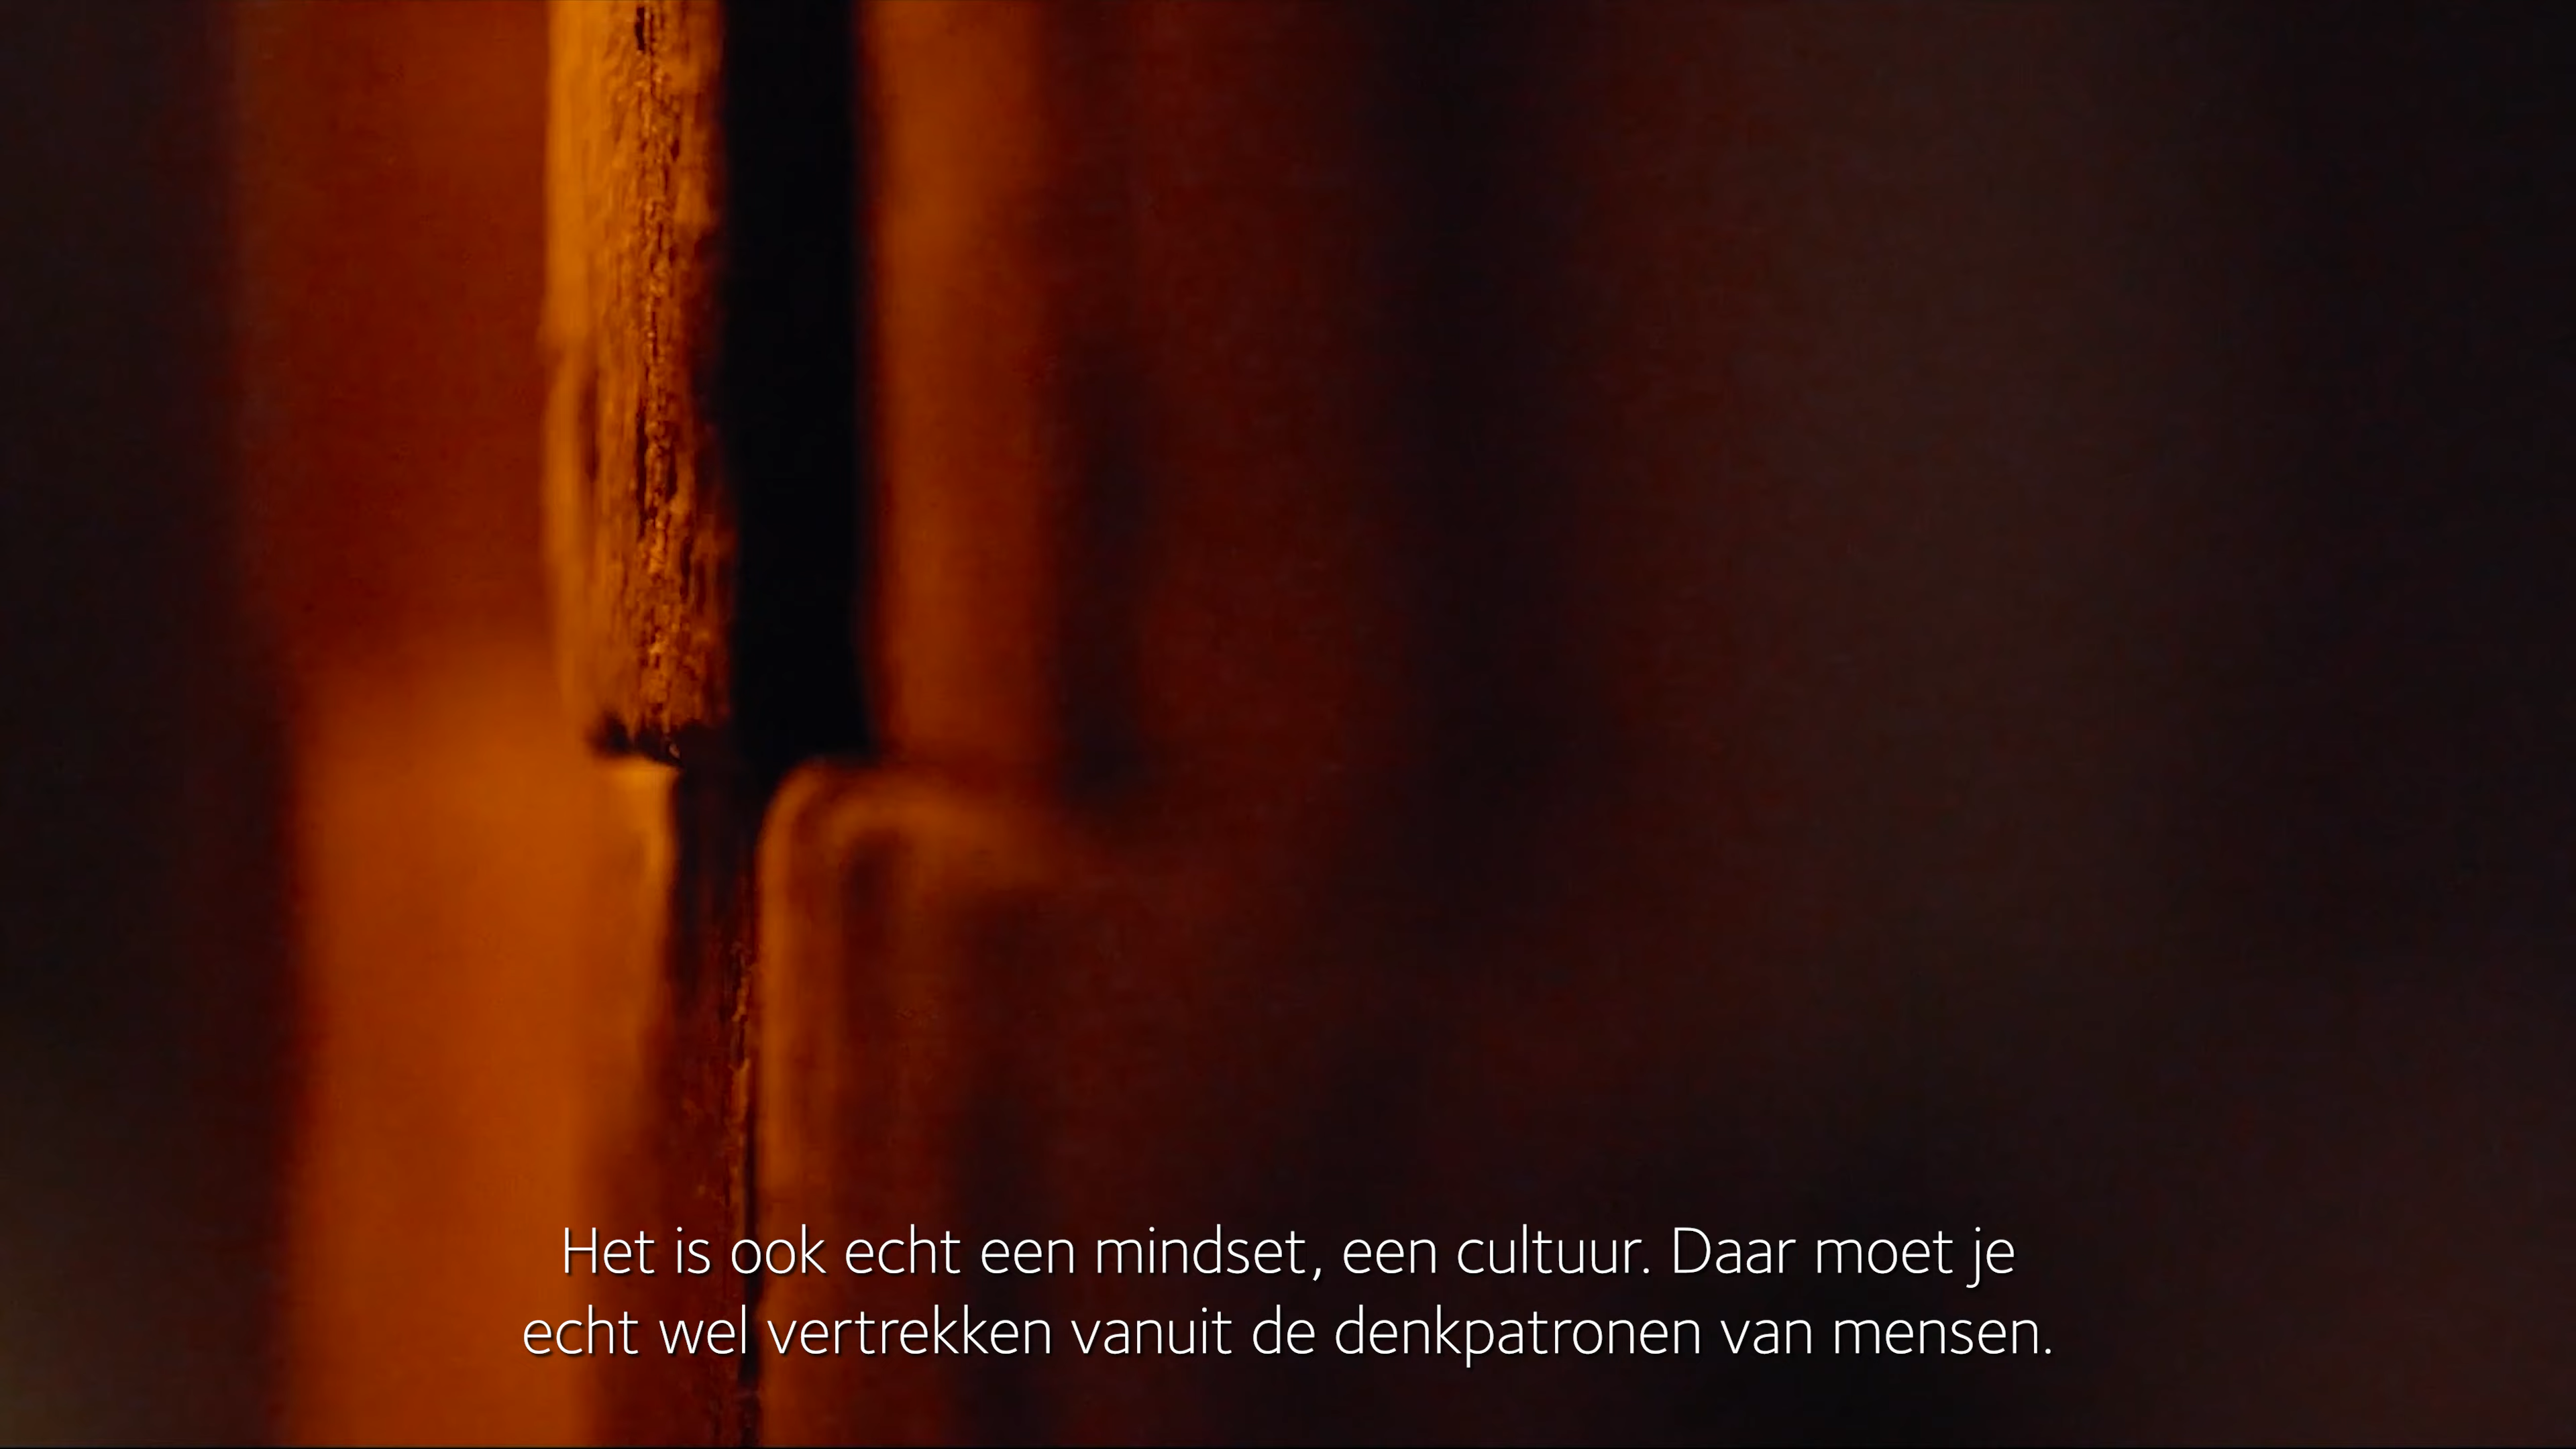 Het is ook echt een mindset, een cultuur. Daar moet je
echt wel vertrekken vanuit de denkpatronen van mensen.